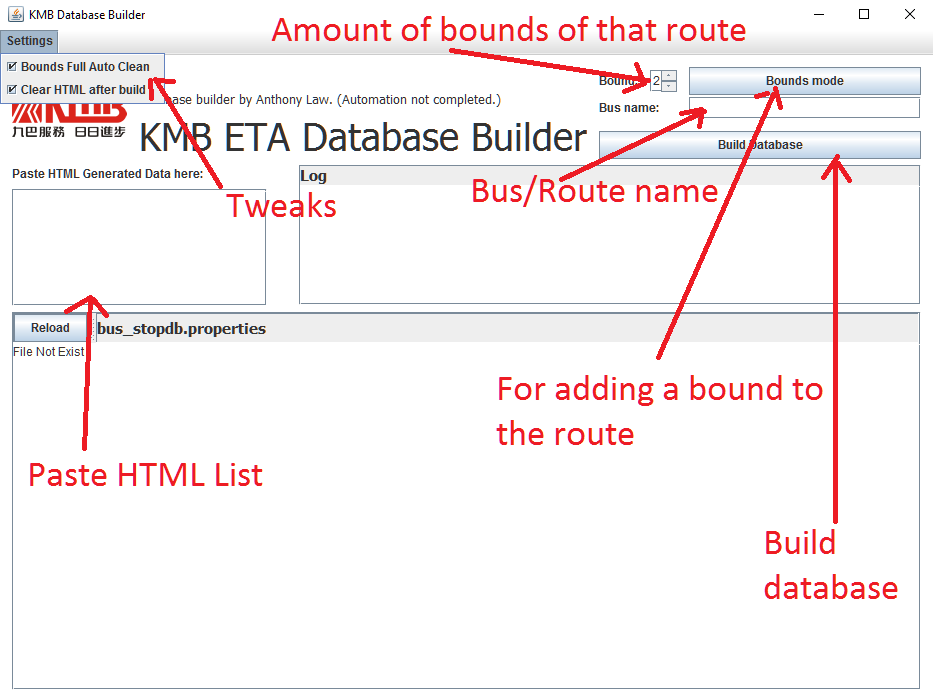 KMB Database Builder
Amount of bounds of that route
Settings
Bounds Full Auto Clean
Clear HTML after build
Bound: 2
Bounds mode
base builder by Anthony Law. (Automation not completed.)
Bus name:
KMB
九巴服務 日日進步
KMB ETA Database Builder
Build Database
Paste HTML Generated Data here:
Log
Tweaks
Bus/Route name
Reload
bus_stopdb.properties
File Not Exist
For adding a bound to
the route
Paste HTML List
Build
database